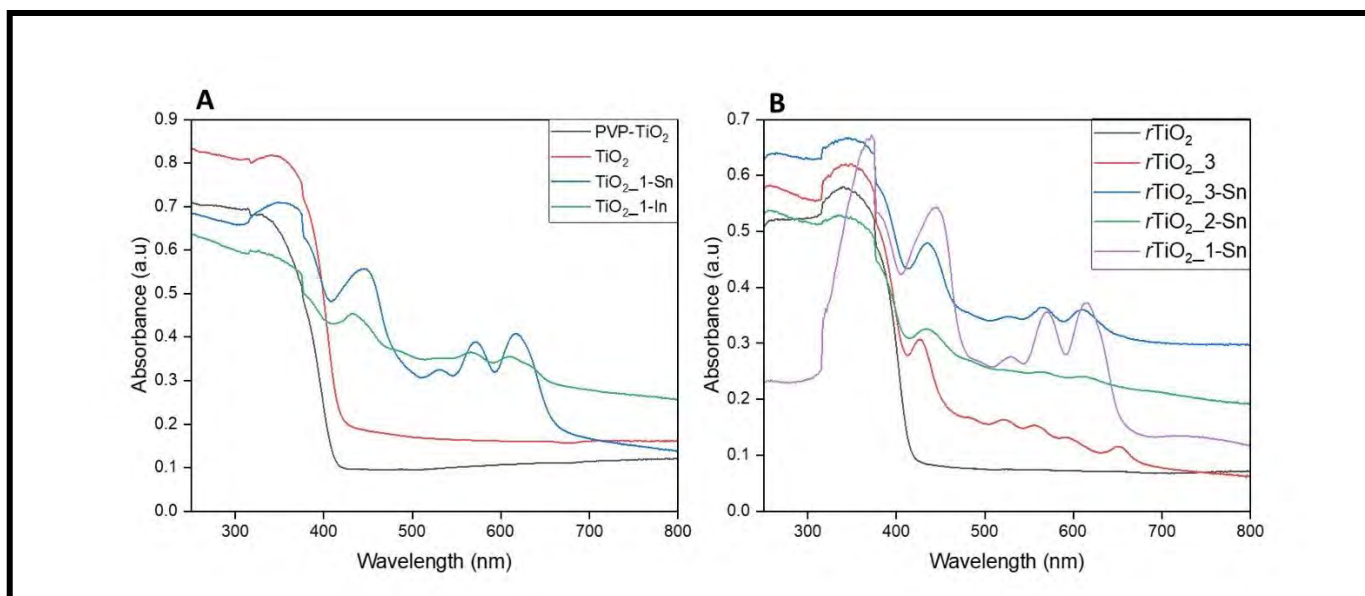 A
0.9
0.8
0.7
0.6
0.5
0.4
0.3
0.2
0.1
0.0
Absorbance (a.u)
300 400 500 600 700 800
Wavelength (nm)
PVP-TiO₂
TiO₂
TiO₂_1-Sn
TiO₂_1-In
B
0.7
0.6
0.5
0.4
0.3
0.2
0.1
0.0
Absorbance (a.u)
300 400 500 600 700 800
Wavelength (nm)
rTiO₂
rTiO₂_3
rTiO₂_3-Sn
rTiO₂_2-Sn
rTiO₂_1-Sn